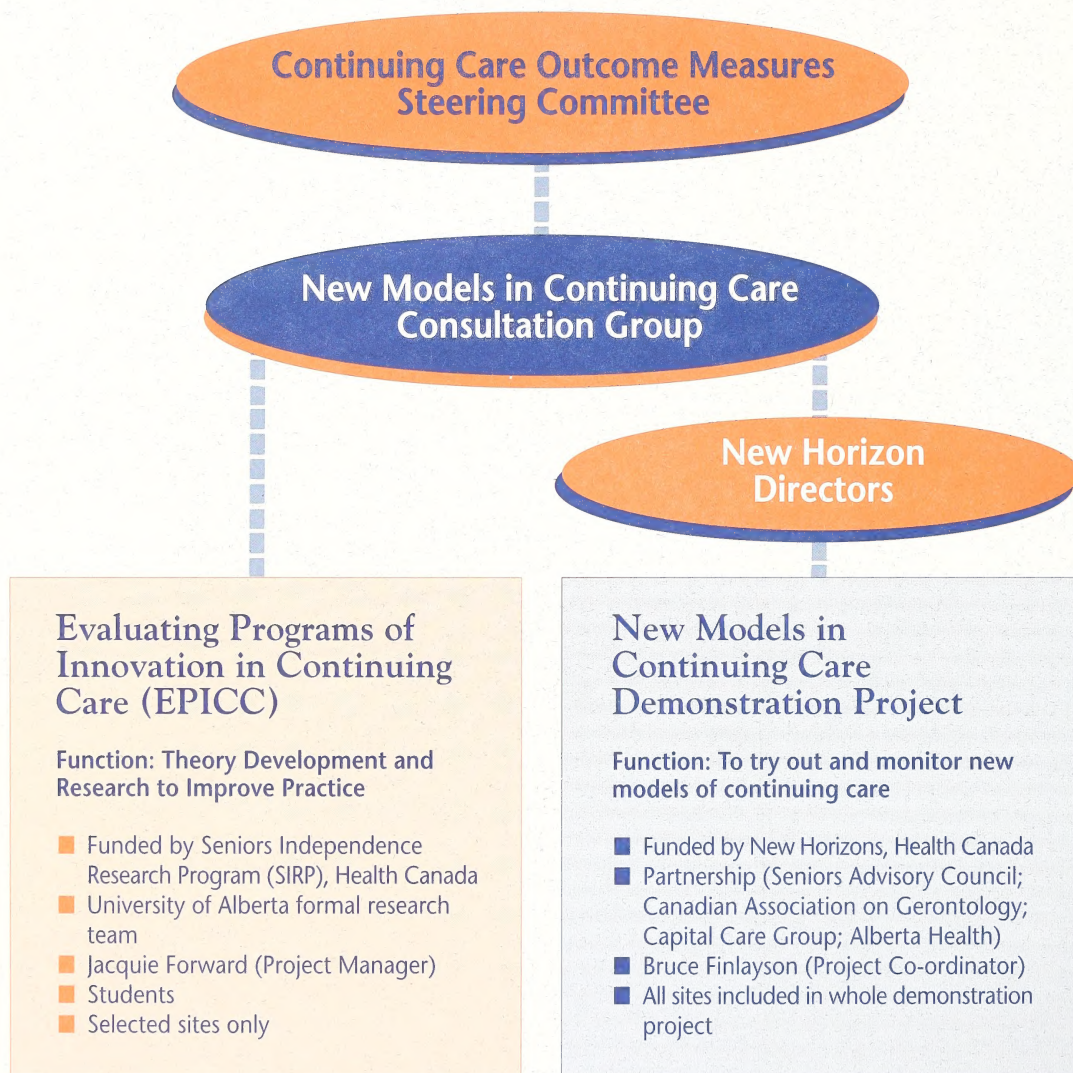 Continuing Care Outcome Measures
Steering Committee
New Models in Continuing Care
Consultation Group
New Horizon
Directors
Evaluating Programs of
Innovation in Continuing
Care (EPICC)
Function: Theory Development and
Research to Improve Practice
■ Funded by Seniors Independence
Research Program (SIRP), Health Canada
■ University of Alberta formal research
team
■ Jacquie Forward (Project Manager)
■ Students
■ Selected sites only
New Models in
Continuing Care
Demonstration Project
Function: To try out and monitor new
models of continuing care
■ Funded by New Horizons, Health Canada
■ Partnership (Seniors Advisory Council;
Canadian Association on Gerontology;
Capital Care Group; Alberta Health)
■ Bruce Finlayson (Project Co-ordinator)
■ All sites included in whole demonstration
project